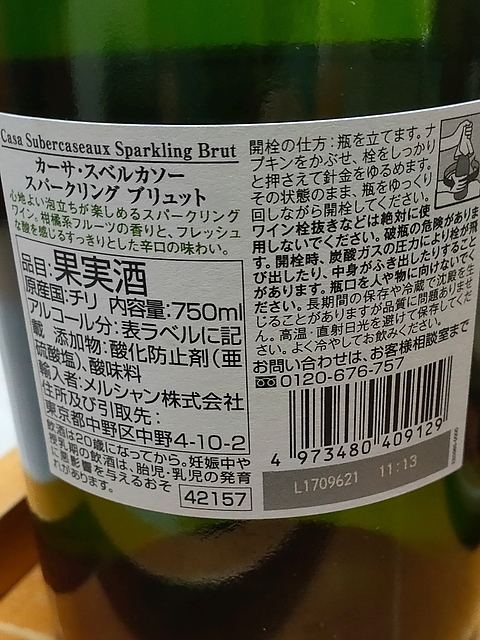 Casa Subercaseaux Sparkling Brut
カーサ・スベルカソー
スパークリング ブリュット
心地よい泡立ちが楽しめるスパークリング
ワイン。柑橘系フルーツの香りと、フレッシュ
な酸を感じるすっきりとした辛口の味わい。
品目:果実酒
原産国:チリ 内容量:750ml
アルコール分:表ラベルに記
載 添加物:酸化防止剤(亜
硫酸塩)、酸味料
輸入者:メルシャン株式会社
住所及び引取先:
東京都中野区中野4-10-2
飲酒は20歳になってから。妊娠中や
授乳期の飲酒は、胎児・乳児の発育
に悪影響を与えるおそ
れがあります。
42157
開栓の仕方:瓶を立てます。ナ
プキンをかぶせ、栓をしっかり
と押さえて針金をゆるめます。
その状態のまま、瓶をゆっくり
回しながら開栓してください。
ワイン栓抜きなどは絶対に使
用しないでください。破瓶の危険がありま
す。開栓時、炭酸ガスの圧力により栓が飛
び出したり、中身がふき出したりすること
があります。瓶口を人や物に向けないでく
ださい。長期間の保存や冷蔵で沈殿を生
じることがありますが品質に問題ありませ
ん。高温・直射日光を避けて保存してくだ
さい。よく冷やしてお飲みください。
お問い合わせは、お客様相談室まで
0120-676-757
4 973480 409129
L1709621 11:13